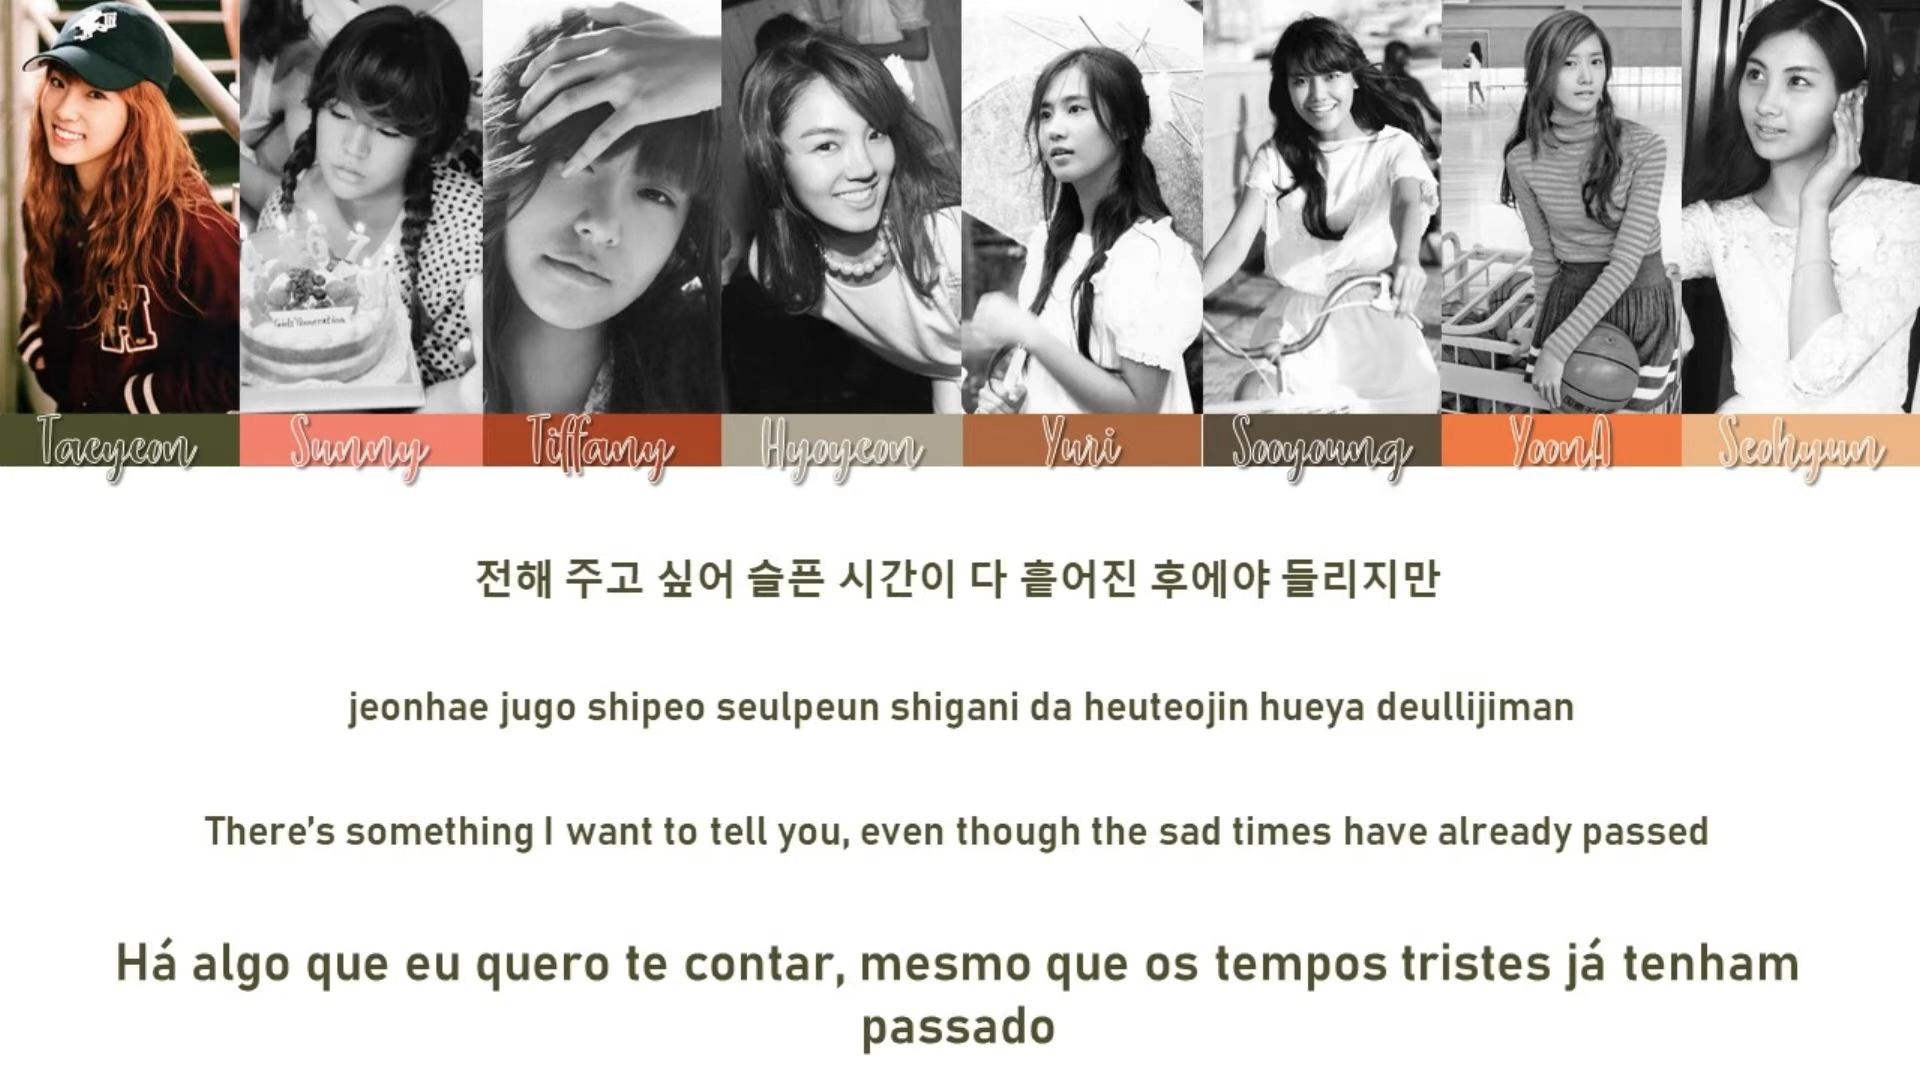 Girls' Generation
Taeyeon Sunny Tiffany Hyoyeon Yuri Sooyoung YoonA Seohyun
전해 주고 싶어 슬픈 시간이 다 흩어진 후에야 들리지만
jeonhae jugo shipeo seulpeun shigani da heuteojin hueya deullijiman
There's something I want to tell you, even though the sad times have already passed
Há algo que eu quero te contar, mesmo que os tempos tristes já tenham
passado